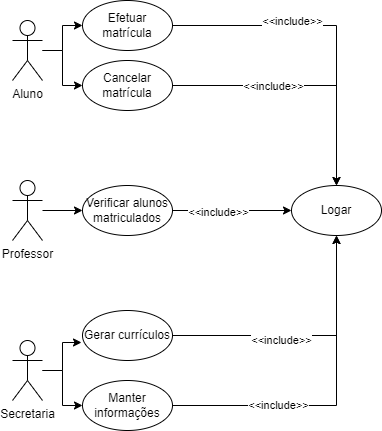 Efetuar
matrícula
<<include>>
Cancelar
matrícula
<<include>>
Aluno
Verificar alunos
matriculados
<<include>>
Logar
Professor
Gerar currículos
<<include>>
Manter
informações
<<include>>
Secretaria